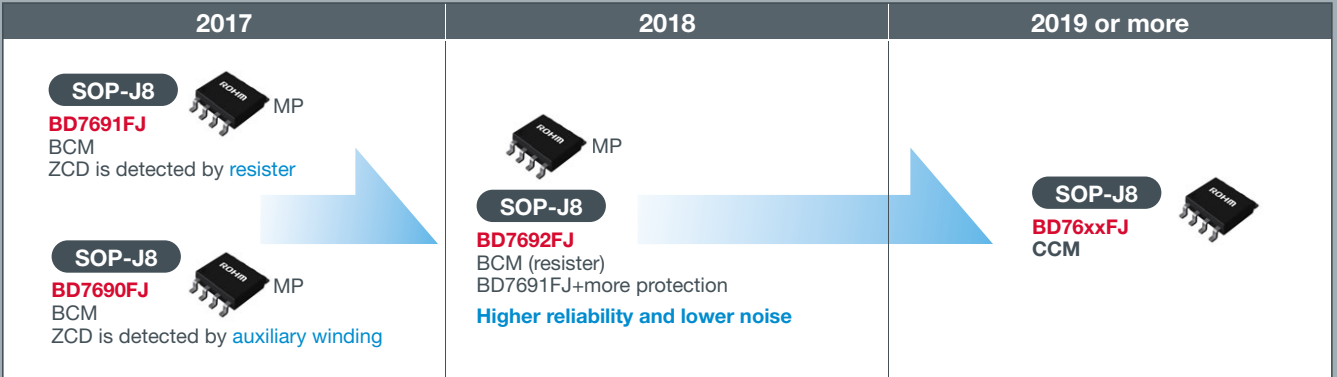 2017
2018
2019 or more
SOP-J8
ROHM
MP
BD7691FJ
BCM
ZCD is detected by resister
SOP-J8
ROHM
MP
BD7690FJ
BCM
ZCD is detected by auxiliary winding
ROHM
MP
SOP-J8
BD7692FJ
BCM (resister)
BD7691FJ+more protection
Higher reliability and lower noise
SOP-J8
ROHM
BD76xxFJ
CCM